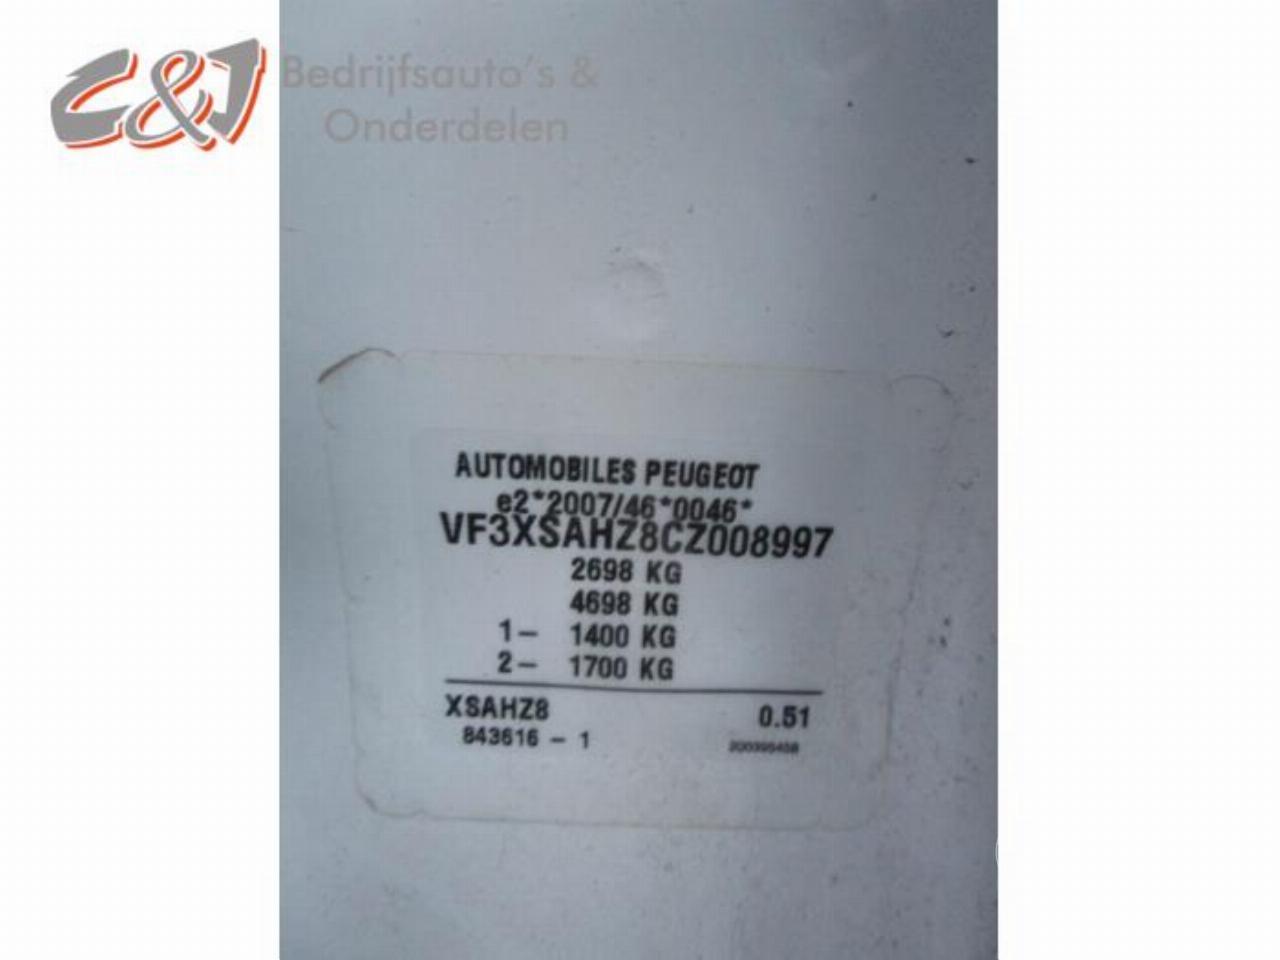 C&J Bedrijfsauto's &
Onderdelen
AUTOMOBILES PEUGEOT
e2*2007/46*0046*
VF3XSAHZ8CZ008997
2698 KG
4698 KG
1- 1400 KG
2- 1700 KG
XSAHZ8 0.51
843616 - 1